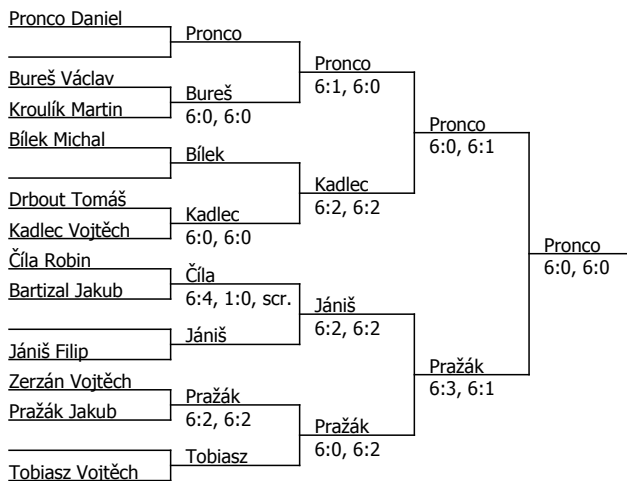 Pronco Daniel
Pronco
Pronco
6:1, 6:0
Bureš Václav
Bureš
6:0, 6:0
Kroulík Martin
Pronco
6:0, 6:1
Bílek Michal
Bílek
Kadlec
6:2, 6:2
Drbout Tomáš
Kadlec
6:0, 6:0
Kadlec Vojtěch
Pronco
6:0, 6:0
Číla Robin
Číla
6:4, 1:0, scr.
Bartizal Jakub
Jániš
6:2, 6:2
Jániš
Jániš Filip
Pražák
6:3, 6:1
Zerzán Vojtěch
Pražák
6:2, 6:2
Pražák Jakub
Pražák
6:0, 6:2
Tobiasz
Tobiasz Vojtěch